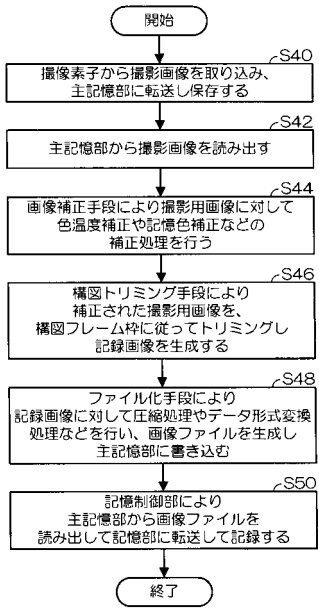 開始
S40
撮像素子から撮影画像を取り込み、
主記憶部に転送し保存する
S42
主記憶部から撮影画像を読み出す
S44
画像補正手段により撮影用画像に対して
色温度補正や記憶色補正などの
補正処理を行う
S46
構図トリミング手段により
補正された撮影用画像を、
構図フレーム枠に従ってトリミングし
記録画像を生成する
S48
ファイル化手段により
記録画像に対して圧縮処理やデータ形式変換
処理などを行い、画像ファイルを生成し
主記憶部に書き込む
S50
記憶制御部により
主記憶部から画像ファイルを
読み出して記憶部に転送して記録する
終了